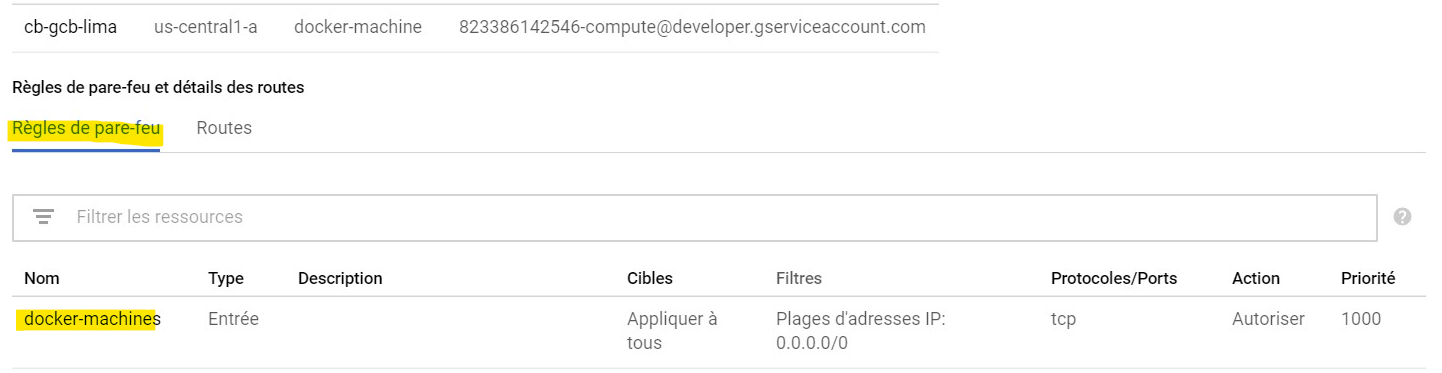 cb-gcb-lima us-central1-a docker-machine 823386142546-compute@developer.gserviceaccount.com
Règles de pare-feu et détails des routes
Règles de pare-feu Routes
Filtrer les ressources
Nom Type Description Cibles Filtres Protocoles/Ports Action Priorité
docker-machines Entrée Appliquer à Plages d'adresses IP: tcp Autoriser 1000
tous 0.0.0.0/0